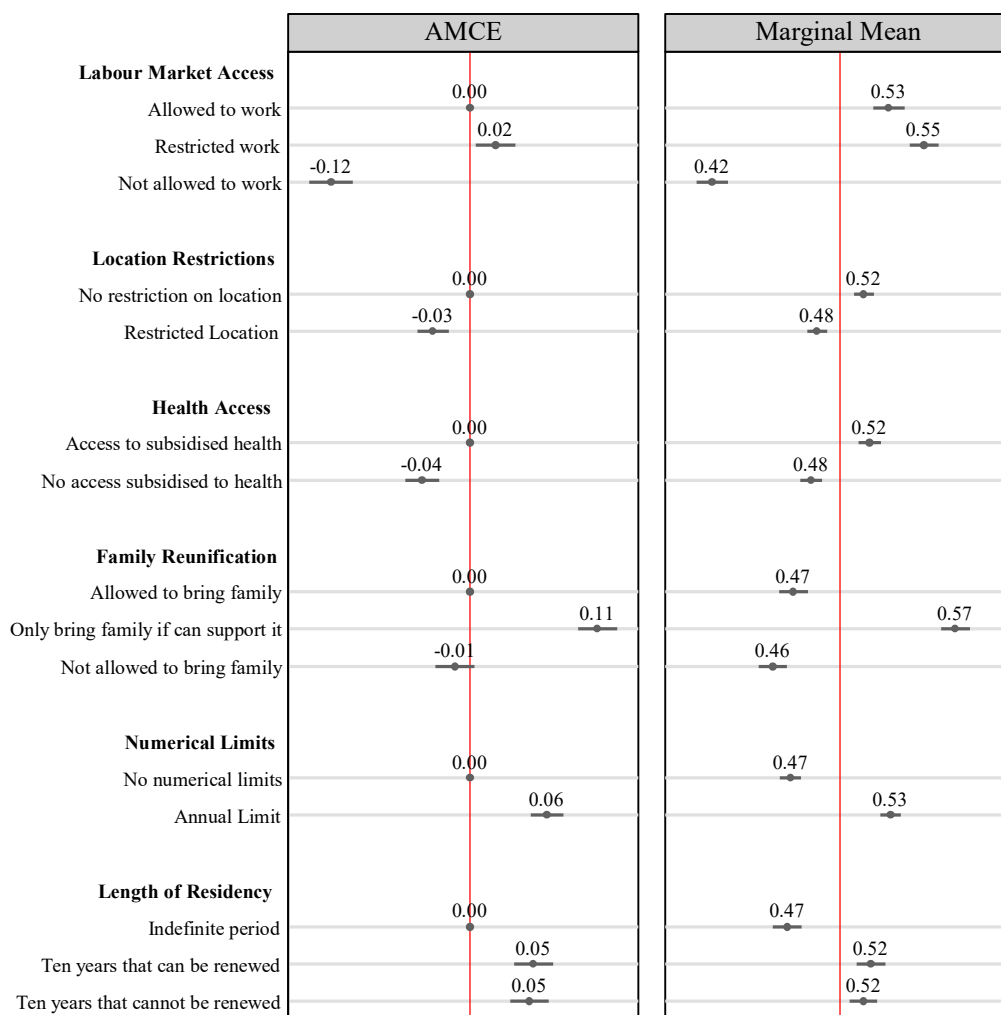 AMCE Marginal Mean
Labour Market Access
Allowed to work 0.00 0.53
Restricted work 0.02 0.55
Not allowed to work -0.12 0.42
Location Restrictions
No restriction on location 0.00 0.52
Restricted Location -0.03 0.48
Health Access
Access to subsidised health 0.00 0.52
No access subsidised to health -0.04 0.48
Family Reunification
Allowed to bring family 0.00 0.47
Only bring family if can support it 0.11 0.57
Not allowed to bring family -0.01 0.46
Numerical Limits
No numerical limits 0.00 0.47
Annual Limit 0.06 0.53
Length of Residency
Indefinite period 0.00 0.47
Ten years that can be renewed 0.05 0.52
Ten years that cannot be renewed 0.05 0.52